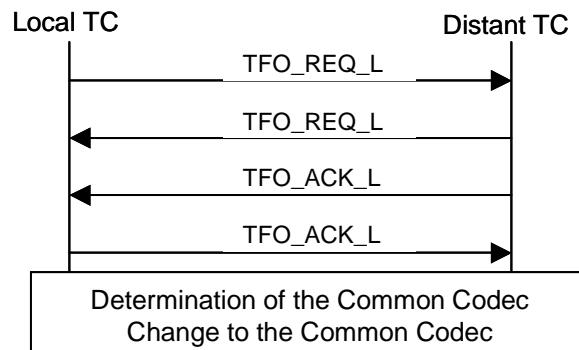 Local TC
Distant TC
TFO_REQ_L
TFO_REQ_L
TFO_ACK_L
TFO_ACK_L
Determination of the Common Codec
Change to the Common Codec